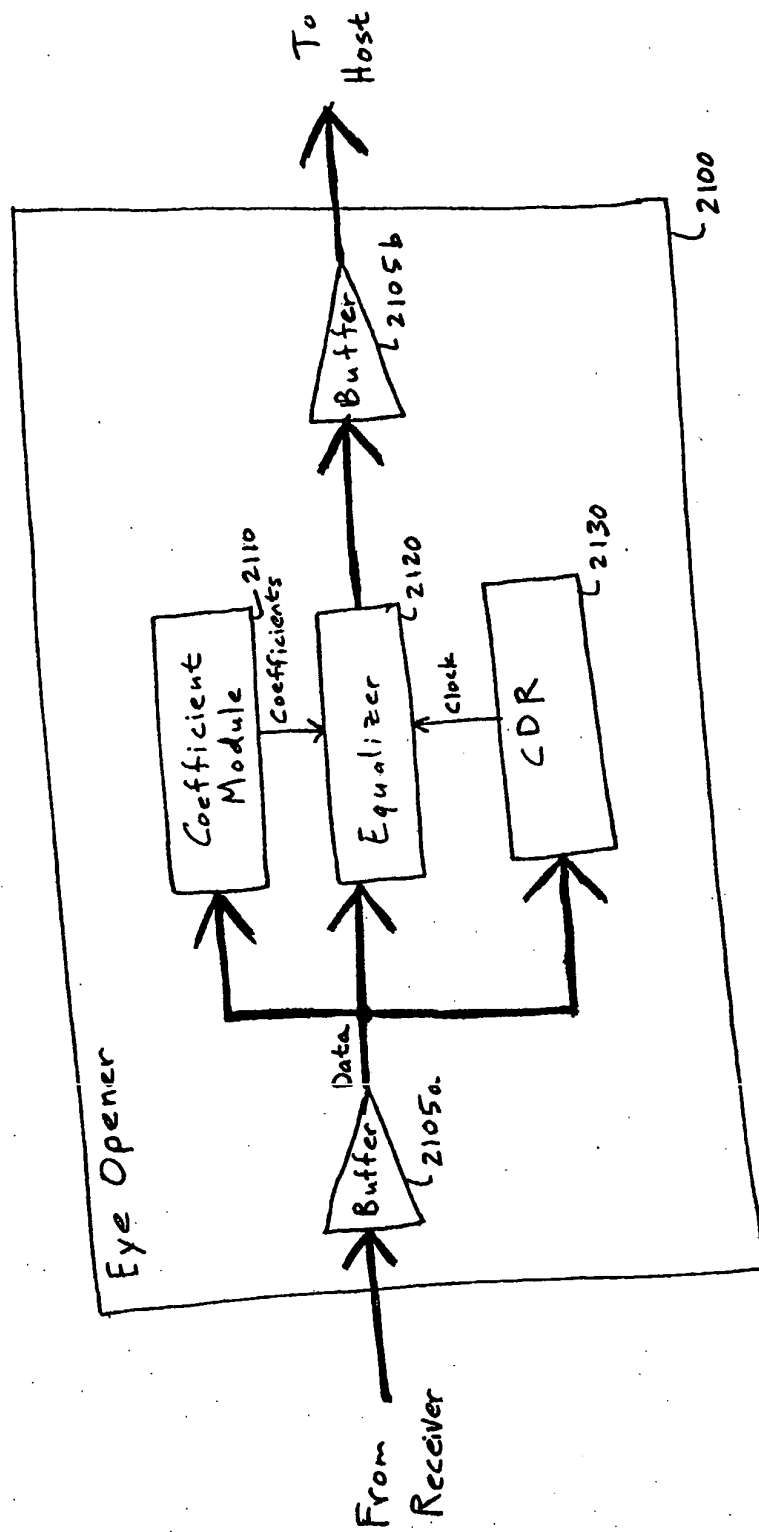 Eye Opener
From
Receiver
Buffer
2105a
Data
Coefficient
Module
2110
Coefficients
Equalizer
2120
Clock
CDR
2130
Buffer
2105b
To
Host
2100